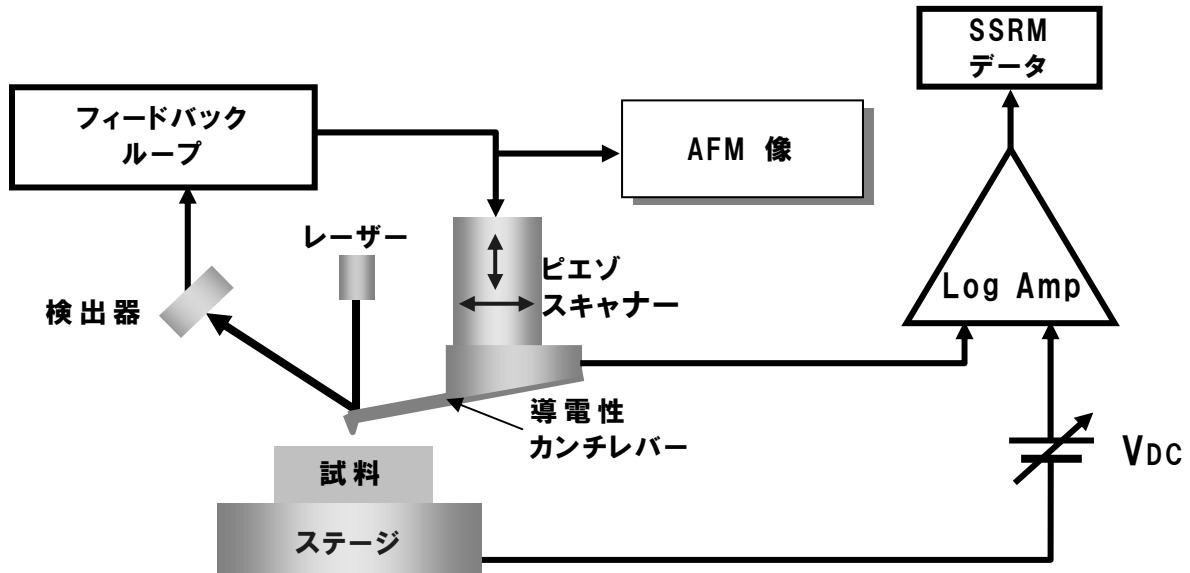 SSRM
データ
フィードバック
ループ
AFM 像
レーザー
ピエゾ
スキャナー
検出器
Log Amp
導電性
カンチレバー
VDC
試料
ステージ